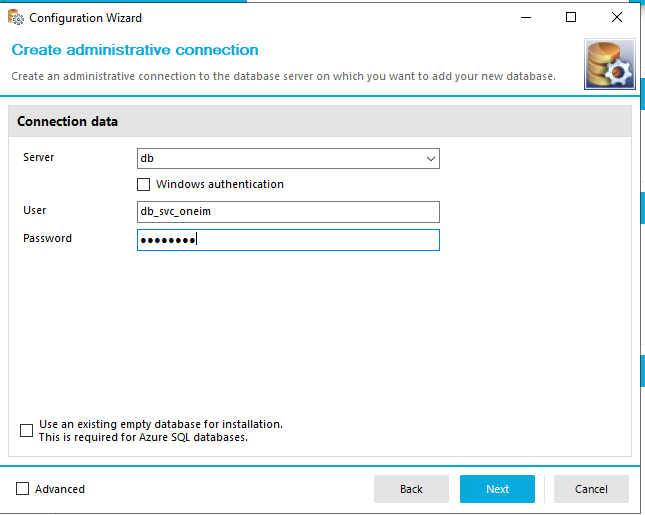 Configuration Wizard
Create administrative connection
Create an administrative connection to the database server on which you want to add your new database.
Connection data
Server
db
Windows authentication
User
db_svc_oneim
Password
●●●●●●●●
Use an existing empty database for installation.
This is required for Azure SQL databases.
Advanced
Back
Next
Cancel